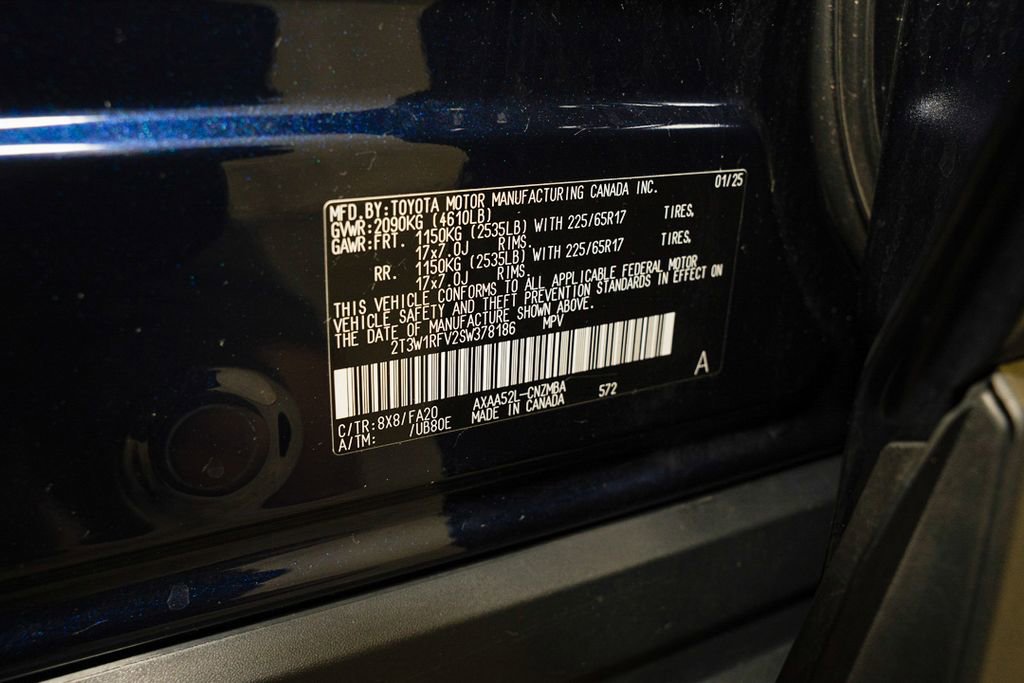 MFD. BY: TOYOTA MOTOR MANUFACTURING CANADA INC. 01/25
GVWR: 2090KG (4610LB)
GAWR: FRT. 1150KG (2535LB) WITH 225/65R17 TIRES,
17x7.0J RIMS.
RR. 1150KG (2535LB) WITH 225/65R17 TIRES,
17x7.0J RIMS.
THIS VEHICLE CONFORMS TO ALL APPLICABLE FEDERAL MOTOR
VEHICLE SAFETY AND THEFT PREVENTION STANDARDS IN EFFECT ON
THE DATE OF MANUFACTURE SHOWN ABOVE.
2T3W1RFV2SW378186 MPV
A
AXAA52L-CNZMBA 572
C/TR: 8X8/FA20 MADE IN CANADA
A/TM: /UB80E